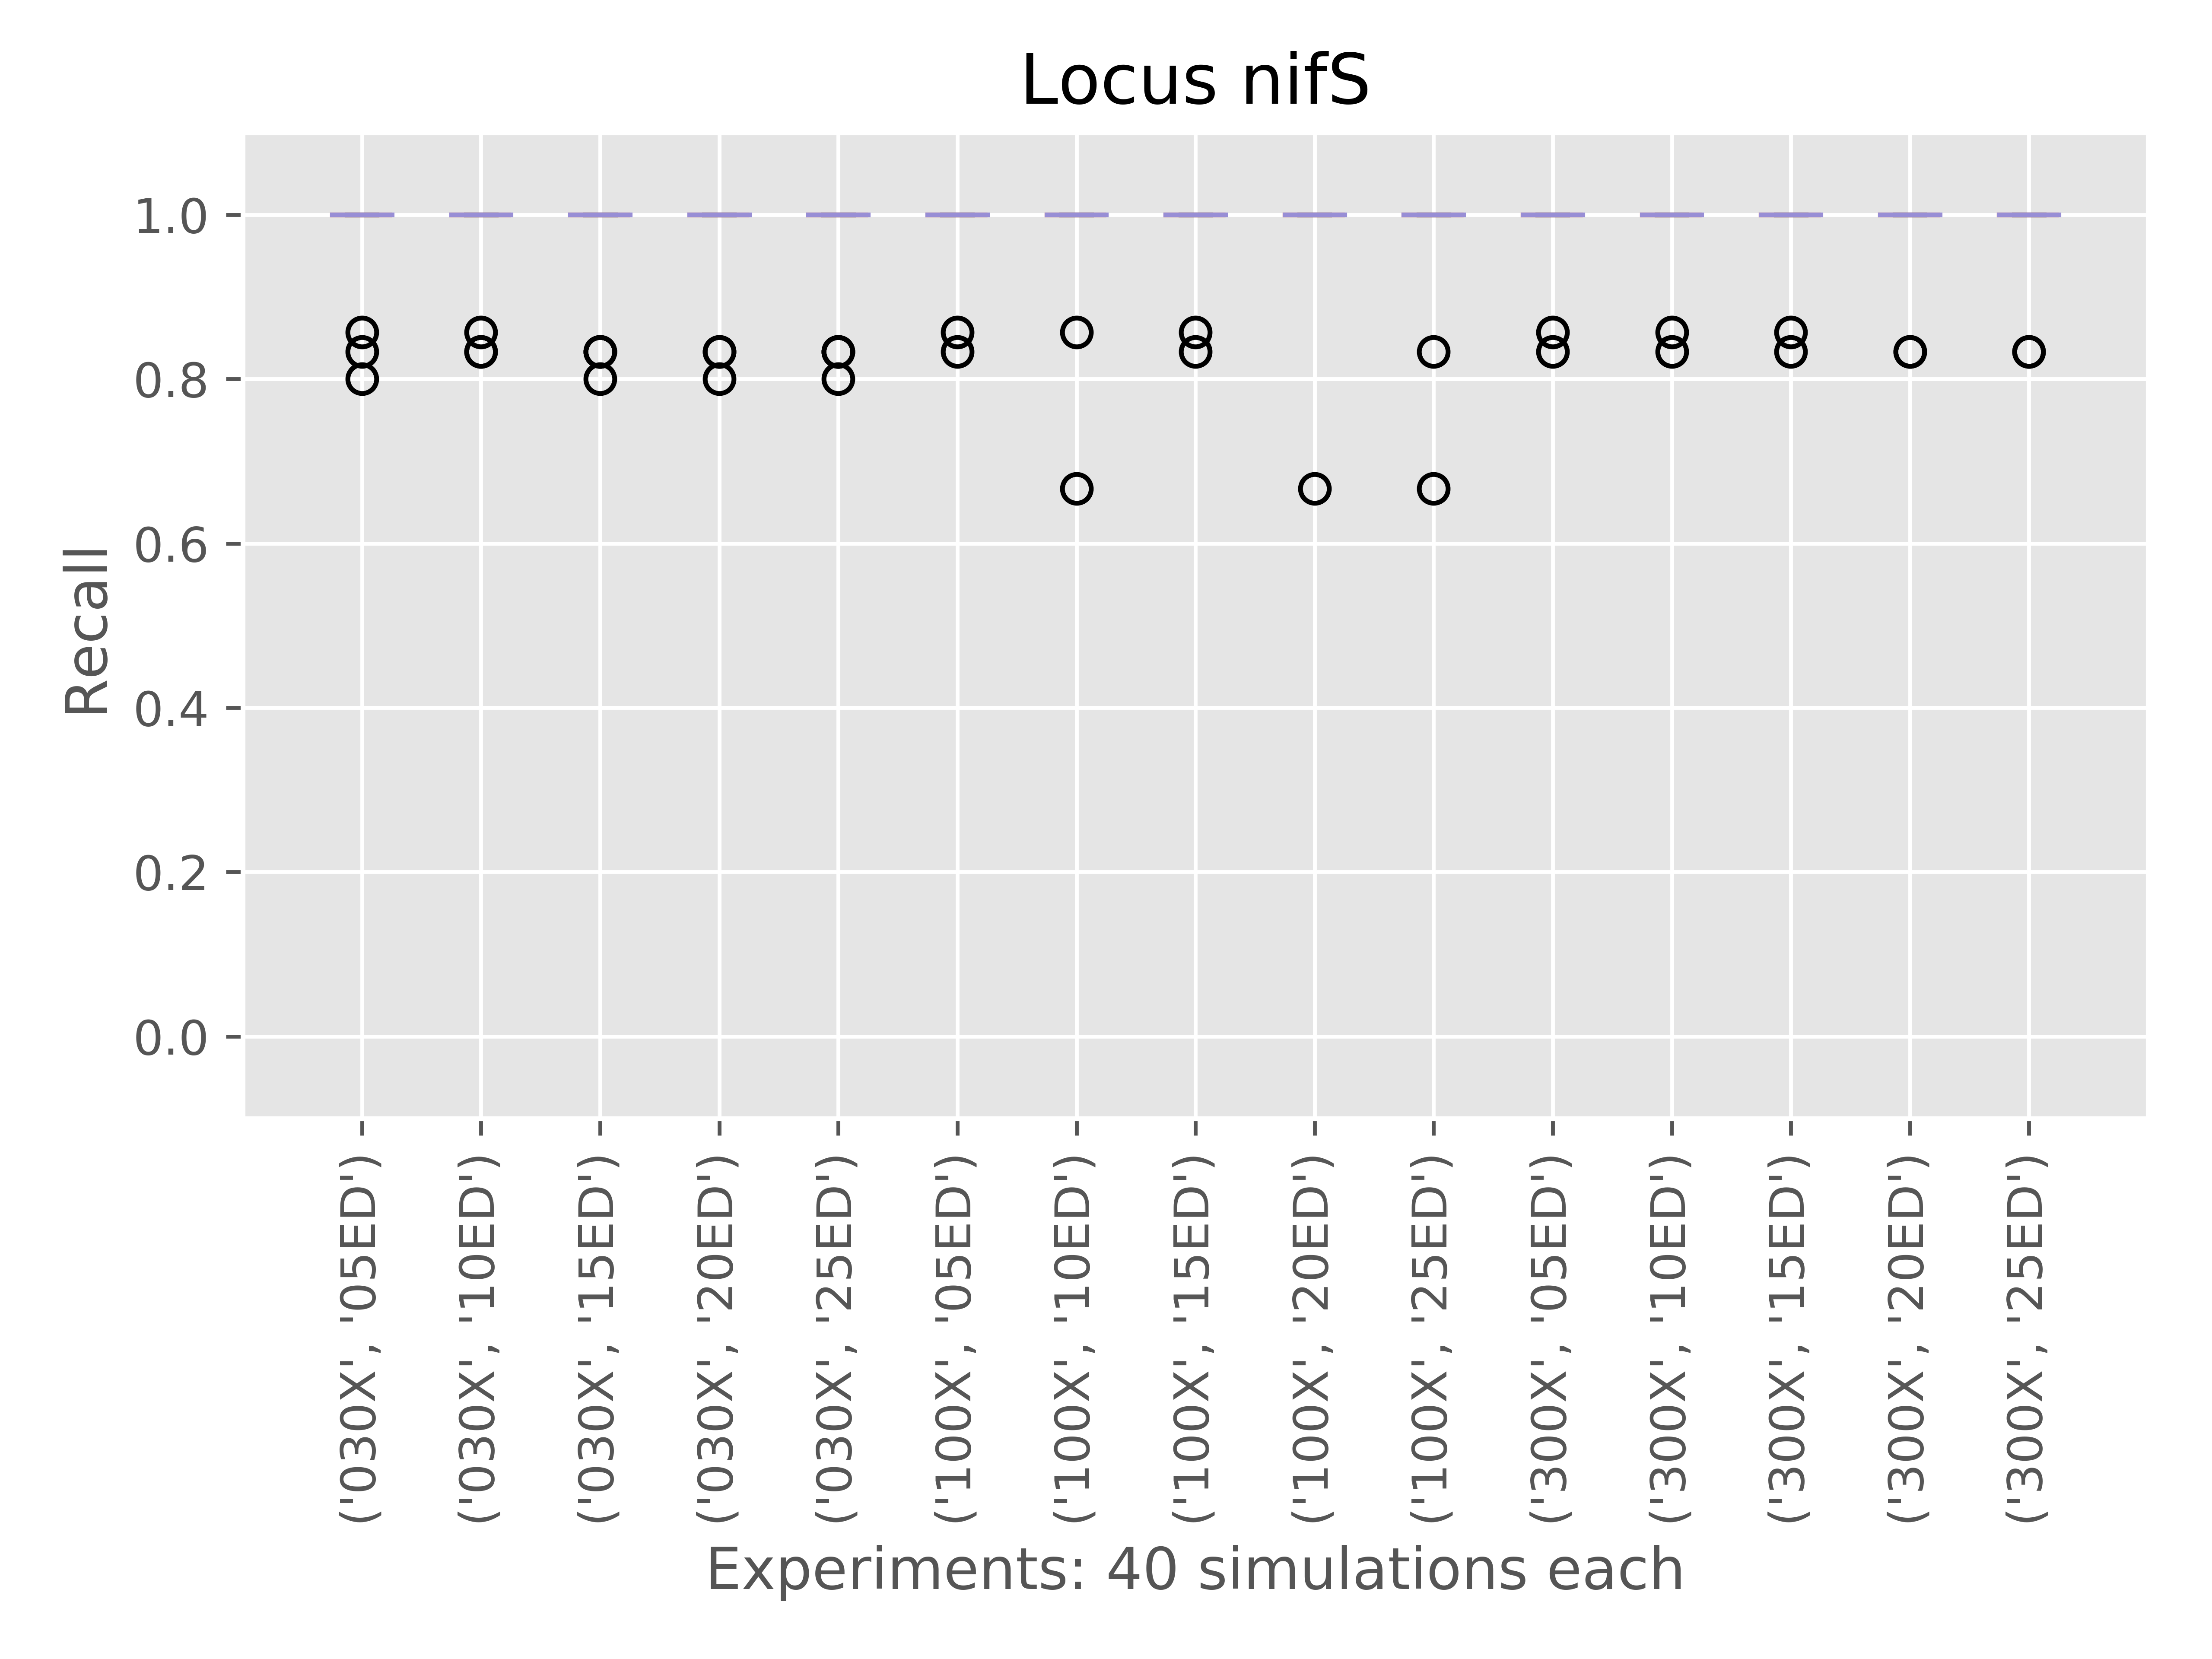 Locus nifS
Recall
1.0
0.8
0.6
0.4
0.2
0.0
('030X', '05ED')
('030X', '10ED')
('030X', '15ED')
('030X', '20ED')
('030X', '25ED')
('100X', '05ED')
('100X', '10ED')
('100X', '15ED')
('100X', '20ED')
('100X', '25ED')
('300X', '05ED')
('300X', '10ED')
('300X', '15ED')
('300X', '20ED')
('300X', '25ED')
Experiments: 40 simulations each